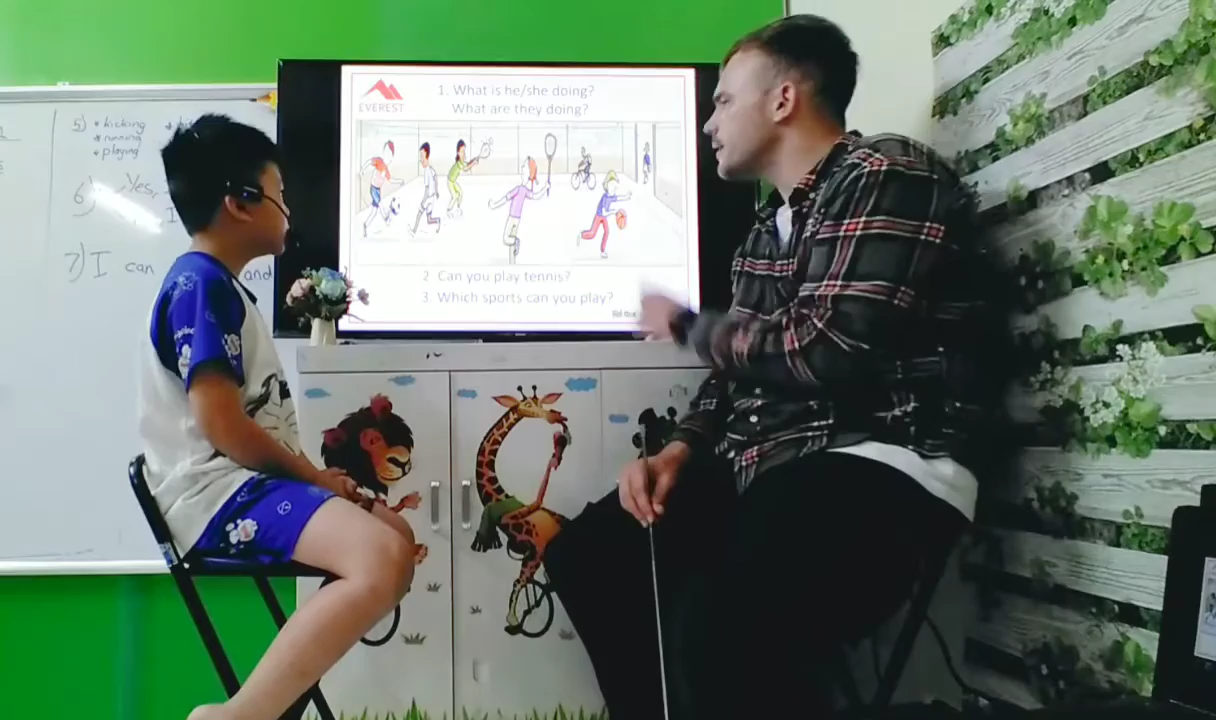 5) * kicking
* running
* playing
6) Yes,
I
7) I can and
EVEREST
1. What is he/she doing?
What are they doing?
2 Can you play tennis?
3. Which sports can you play?